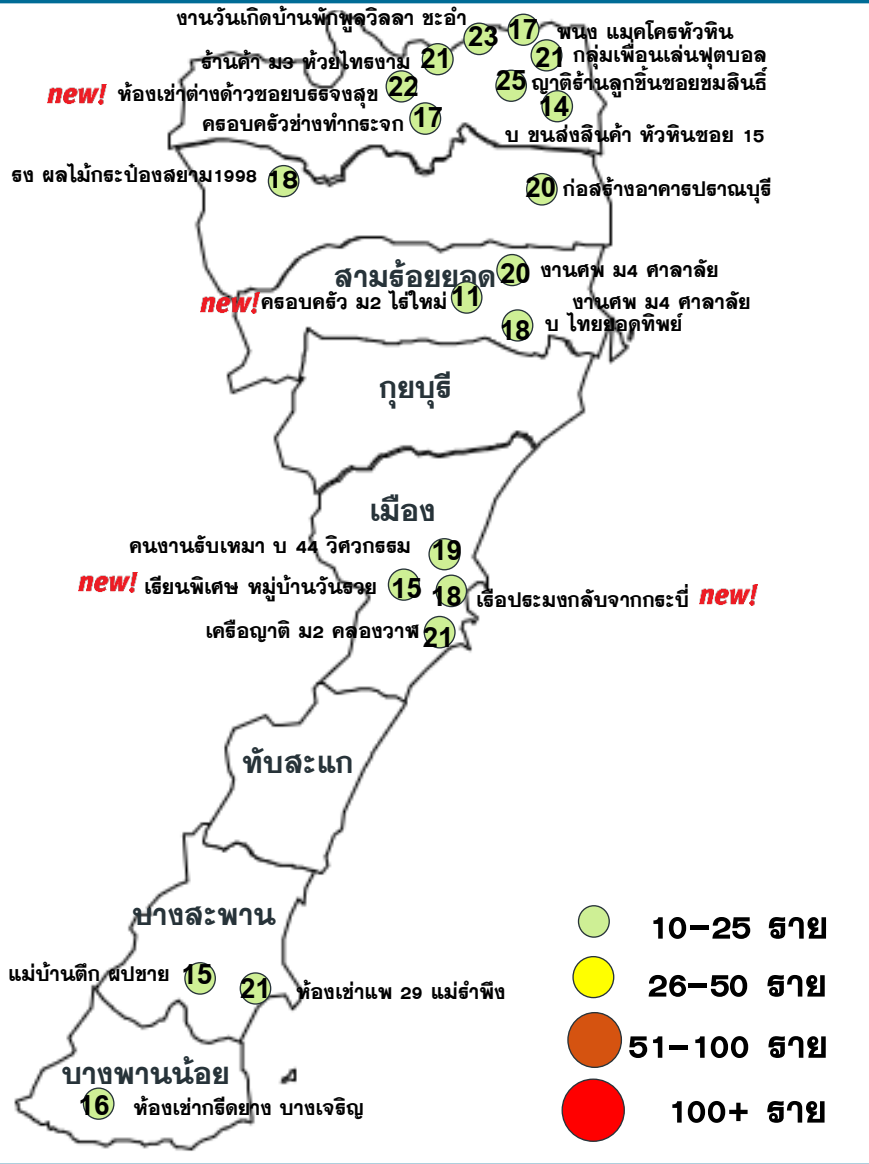 งานวันเกิดบ้านพักพูลวิลลา ชะอำ
23
17
พนง แมคโครหัวหิน
ร้านค้า ม3 ห้วยไทรงาม
21
21
กลุ่มเพื่อนเล่นฟุตบอล
new! ห้องเช่าต่างด้าวซอยบรรจงสุข
22
25
ญาติร้านลูกชิ้นซอยชมสินธิ์
ครอบครัวช่างทำกระจก
17
14
บ ขนส่งสินค้า หัวหินซอย 15
รง ผลไม้กระป๋องสยาม1998
18
20
ก่อสร้างอาคารปราณบุรี
สามร้อยยอด
20
งานศพ ม4 ศาลาลัย
new! ครอบครัว ม2 ไร่ใหม่
11
งานศพ ม4 ศาลาลัย
18
บ ไทยยอดทิพย์
กุยบุรี
เมือง
คนงานรับเหมา บ 44 วิศวกรรม
19
new! เรียนพิเศษ หมู่บ้านวันรวย
15
18
เรือประมงกลับจากกระบี่ new!
เครือญาติ ม2 คลองวาฬ
21
ทับสะแก
บางสะพาน
แม่บ้านตึก ผปชาย
15
21
ห้องเช่าแพ 29 แม่รำพึง
บางพานน้อย
16
ห้องเช่ากรีดยาง บางเจริญ
10-25 ราย
26-50 ราย
51-100 ราย
100+ ราย